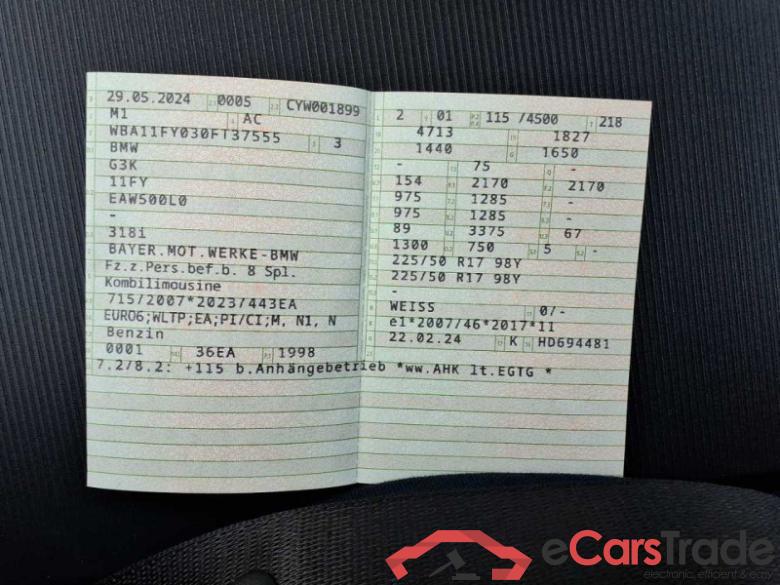 29.05.2024 0005 CYW001899
M1 AC
WBA11FY030FT37555 3
BMW
G3K
11FY
EAW500L0
-
318i
BAYER.MOT.WERKE-BMW
Fz.z.Pers.bef.b. 8 Spl.
Kombilimousine
715/2007*2023/443EA
EURO6;WLTP;EA;PI/CI;M, N1, N
Benzin
0001 36EA 1998
7.2/8.2: +115 b.Anhängebetrieb *ww.AHK lt.EGTG *
2 01 115 /4500 218
4713 1827
1440 1650
- 75 -
154 2170 2170
975 1285 -
975 1285 -
89 3375 67
1300 750 5 -
225/50 R17 98Y
225/50 R17 98Y
-
WEISS 0/-
e1*2007/46*2017*11
22.02.24 K HD694481
eCarsTrade
electronic, efficient & easy